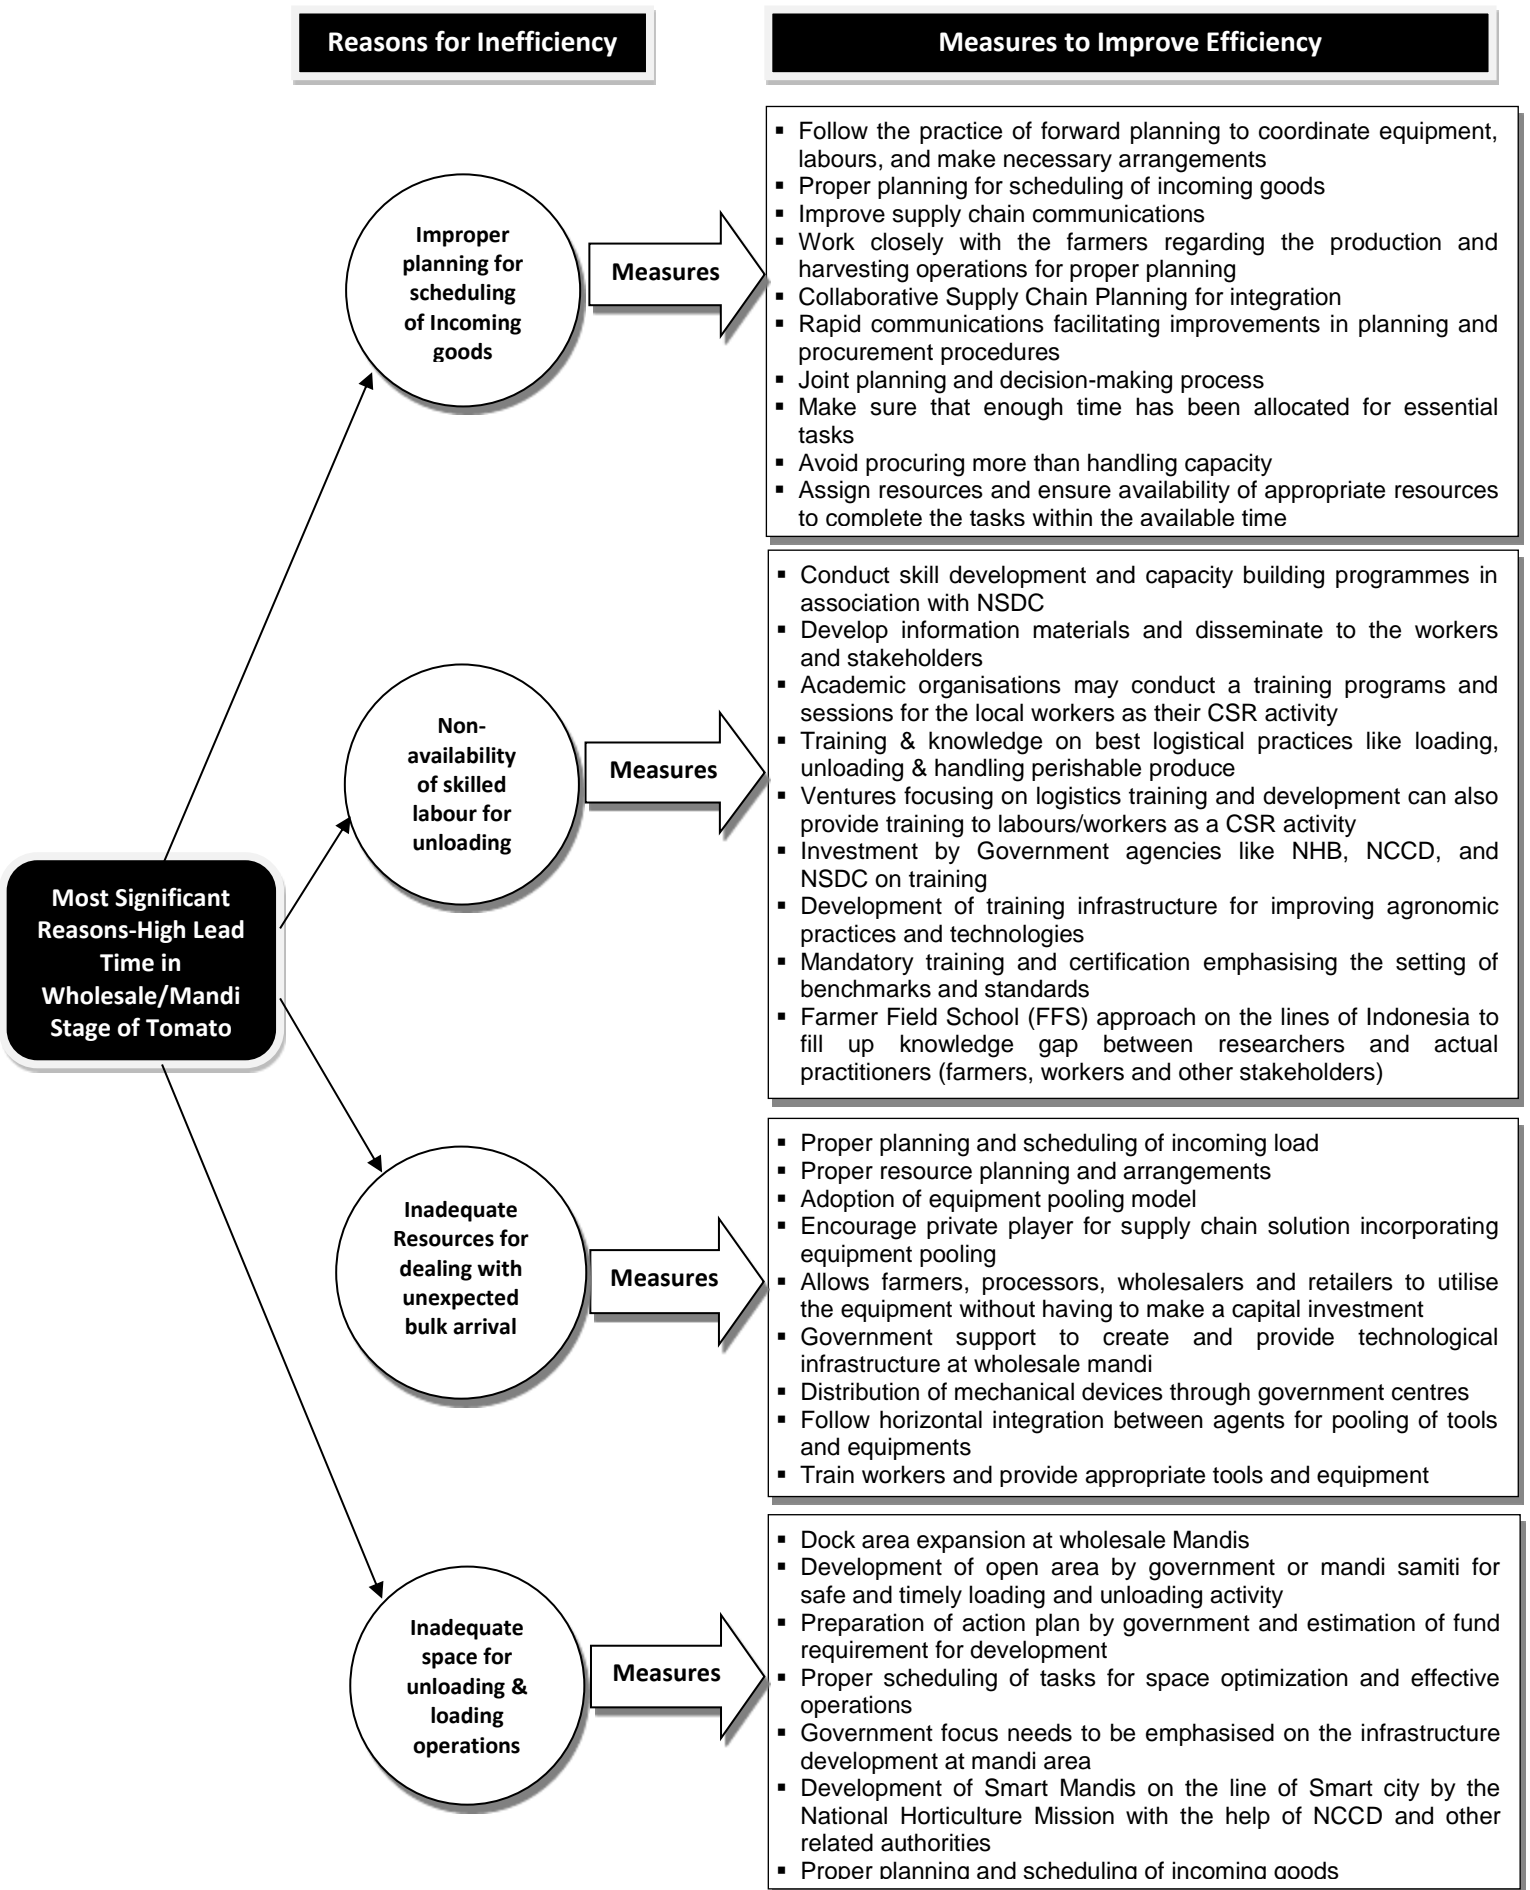 Reasons for Inefficiency
Measures to Improve Efficiency
Improper
planning for
scheduling
of Incoming
goods
Measures
▪ Follow the practice of forward planning to coordinate equipment,
labours, and make necessary arrangements
▪ Proper planning for scheduling of incoming goods
▪ Improve supply chain communications
▪ Work closely with the farmers regarding the production and
harvesting operations for proper planning
▪ Collaborative Supply Chain Planning for integration
▪ Rapid communications facilitating improvements in planning and
procurement procedures
▪ Joint planning and decision-making process
▪ Make sure that enough time has been allocated for essential
tasks
▪ Avoid procuring more than handling capacity
▪ Assign resources and ensure availability of appropriate resources
to complete the tasks within the available time
Non-
availability
of skilled
labour for
unloading
Measures
▪ Conduct skill development and capacity building programmes in
association with NSDC
▪ Develop information materials and disseminate to the workers
and stakeholders
▪ Academic organisations may conduct a training programs and
sessions for the local workers as their CSR activity
▪ Training & knowledge on best logistical practices like loading,
unloading & handling perishable produce
▪ Ventures focusing on logistics training and development can also
provide training to labours/workers as a CSR activity
▪ Investment by Government agencies like NHB, NCCD, and
NSDC on training
▪ Development of training infrastructure for improving agronomic
practices and technologies
▪ Mandatory training and certification emphasising the setting of
benchmarks and standards
▪ Farmer Field School (FFS) approach on the lines of Indonesia to
fill up knowledge gap between researchers and actual
practitioners (farmers, workers and other stakeholders)
Most Significant
Reasons-High Lead
Time in
Wholesale/Mandi
Stage of Tomato
Inadequate
Resources for
dealing with
unexpected
bulk arrival
Measures
▪ Proper planning and scheduling of incoming load
▪ Proper resource planning and arrangements
▪ Adoption of equipment pooling model
▪ Encourage private player for supply chain solution incorporating
equipment pooling
▪ Allows farmers, processors, wholesalers and retailers to utilise
the equipment without having to make a capital investment
▪ Government support to create and provide technological
infrastructure at wholesale mandi
▪ Distribution of mechanical devices through government centres
▪ Follow horizontal integration between agents for pooling of tools
and equipments
▪ Train workers and provide appropriate tools and equipment
Inadequate
space for
unloading &
loading
operations
Measures
▪ Dock area expansion at wholesale Mandis
▪ Development of open area by government or mandi samiti for
safe and timely loading and unloading activity
▪ Preparation of action plan by government and estimation of fund
requirement for development
▪ Proper scheduling of tasks for space optimization and effective
operations
▪ Government focus needs to be emphasised on the infrastructure
development at mandi area
▪ Development of Smart Mandis on the line of Smart city by the
National Horticulture Mission with the help of NCCD and other
related authorities
▪ Proper planning and scheduling of incoming goods